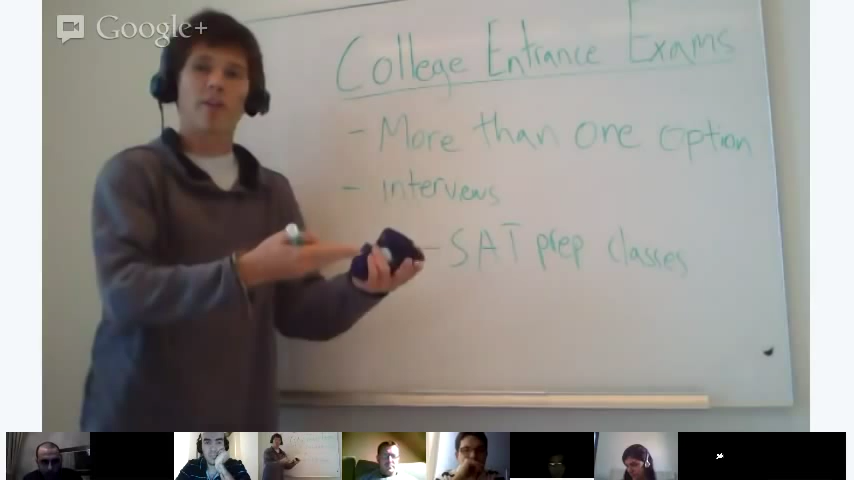 Google+
College Entrance Exams
- More than one option
- interviews
- SAT prep classes